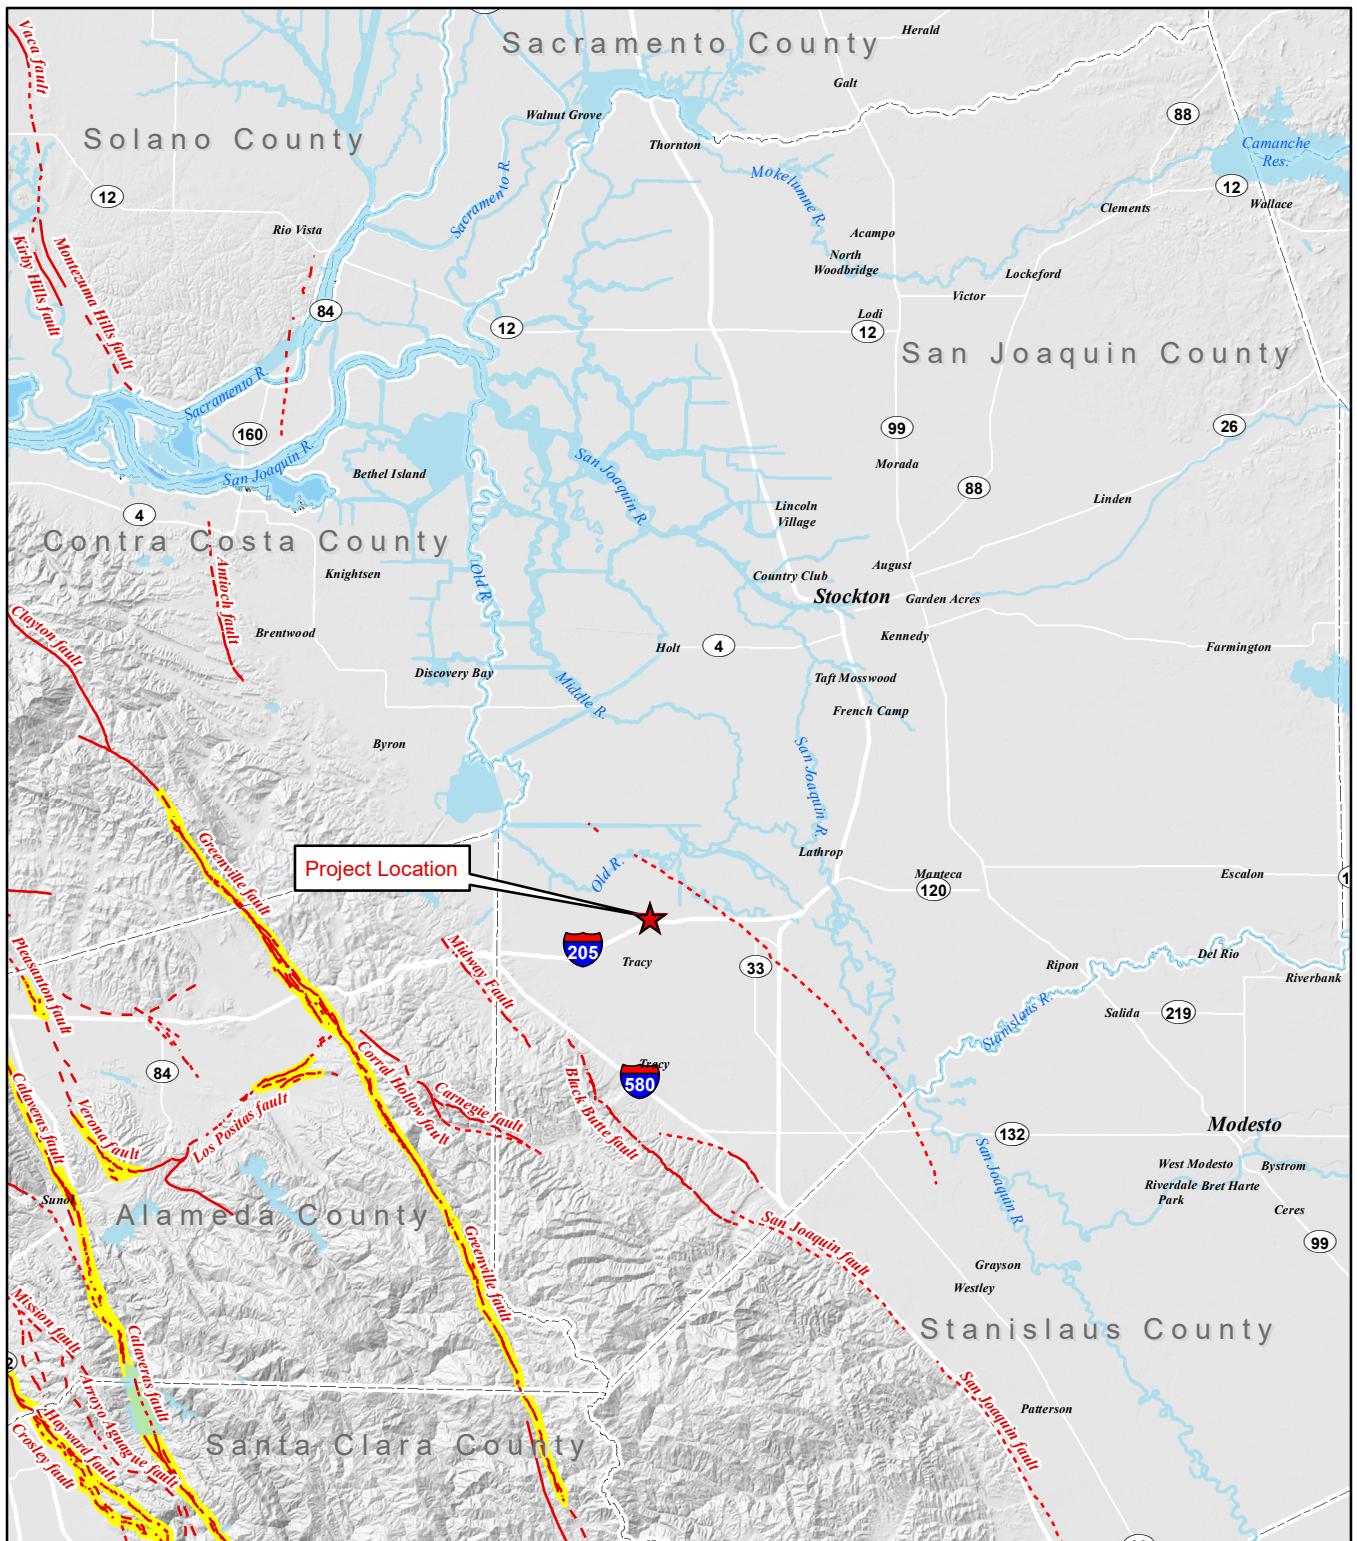 Herald
Sacramento County
Vaca fault
Galt
Walnut Grove
88
Solano County
Thornton
Camanche
Res.
Mokelumne R.
12
12
Wallace
Sacramento R.
Clements
Rio Vista
Acampo
North
Woodbridge
Kirby Hills fault
Montezuma Hills fault
Lockeford
Victor
84
Lodi
12
12
San Joaquin County
Sacramento R.
160
99
26
San Joaquin R.
Bethel Island
San Joaquin R.
Morada
88
Linden
4
Lincoln
Village
Contra Costa County
Antioch fault
Knightsen
Old R.
Country Club
August
Stockton
Garden Acres
Clayton fault
Brentwood
Kennedy
Holt
4
Farmington
Discovery Bay
Middle R.
Taft Mosswood
French Camp
Byron
San Joaquin R.
Greenville fault
Lathrop
Project Location
Old R.
Manteca
120
Escalon
1
Pleasanton fault
Midway Fault
205
Tracy
33
Ripon
Del Rio
Riverbank
Stanislaus R.
Salida
219
84
Corral Hollow fault
Tracy
580
Calaveras fault
Verona fault
Los Positas fault
Carnegie fault
Black Butte fault
132
Modesto
San Joaquin R.
West Modesto
Bystrom
Riverdale
Park
Bret Harte
Sunol
Alameda County
Ceres
San Joaquin fault
99
Greenville fault
Grayson
Westley
Mission fault
Stanislaus County
Calaveras fault
2
Arroyo Aguague fault
San Joaquin fault
Patterson
Hayward fault
Crosley fault
Santa Clara County